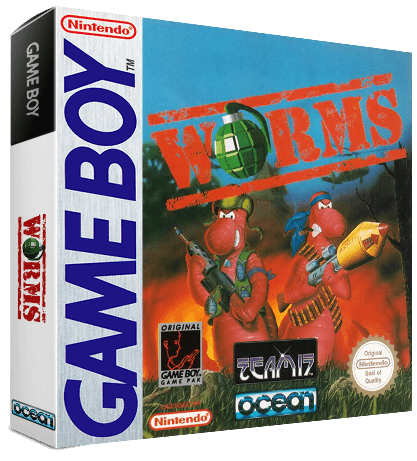 GAME BOY
WORMS
Nintendo
GAME BOY™
WORMS
ORIGINAL
Nintendo
GAME BOY
GAME PAK
TEAM17
Original
Nintendo
Seal of
Quality
ocean
ocean
Nintendo